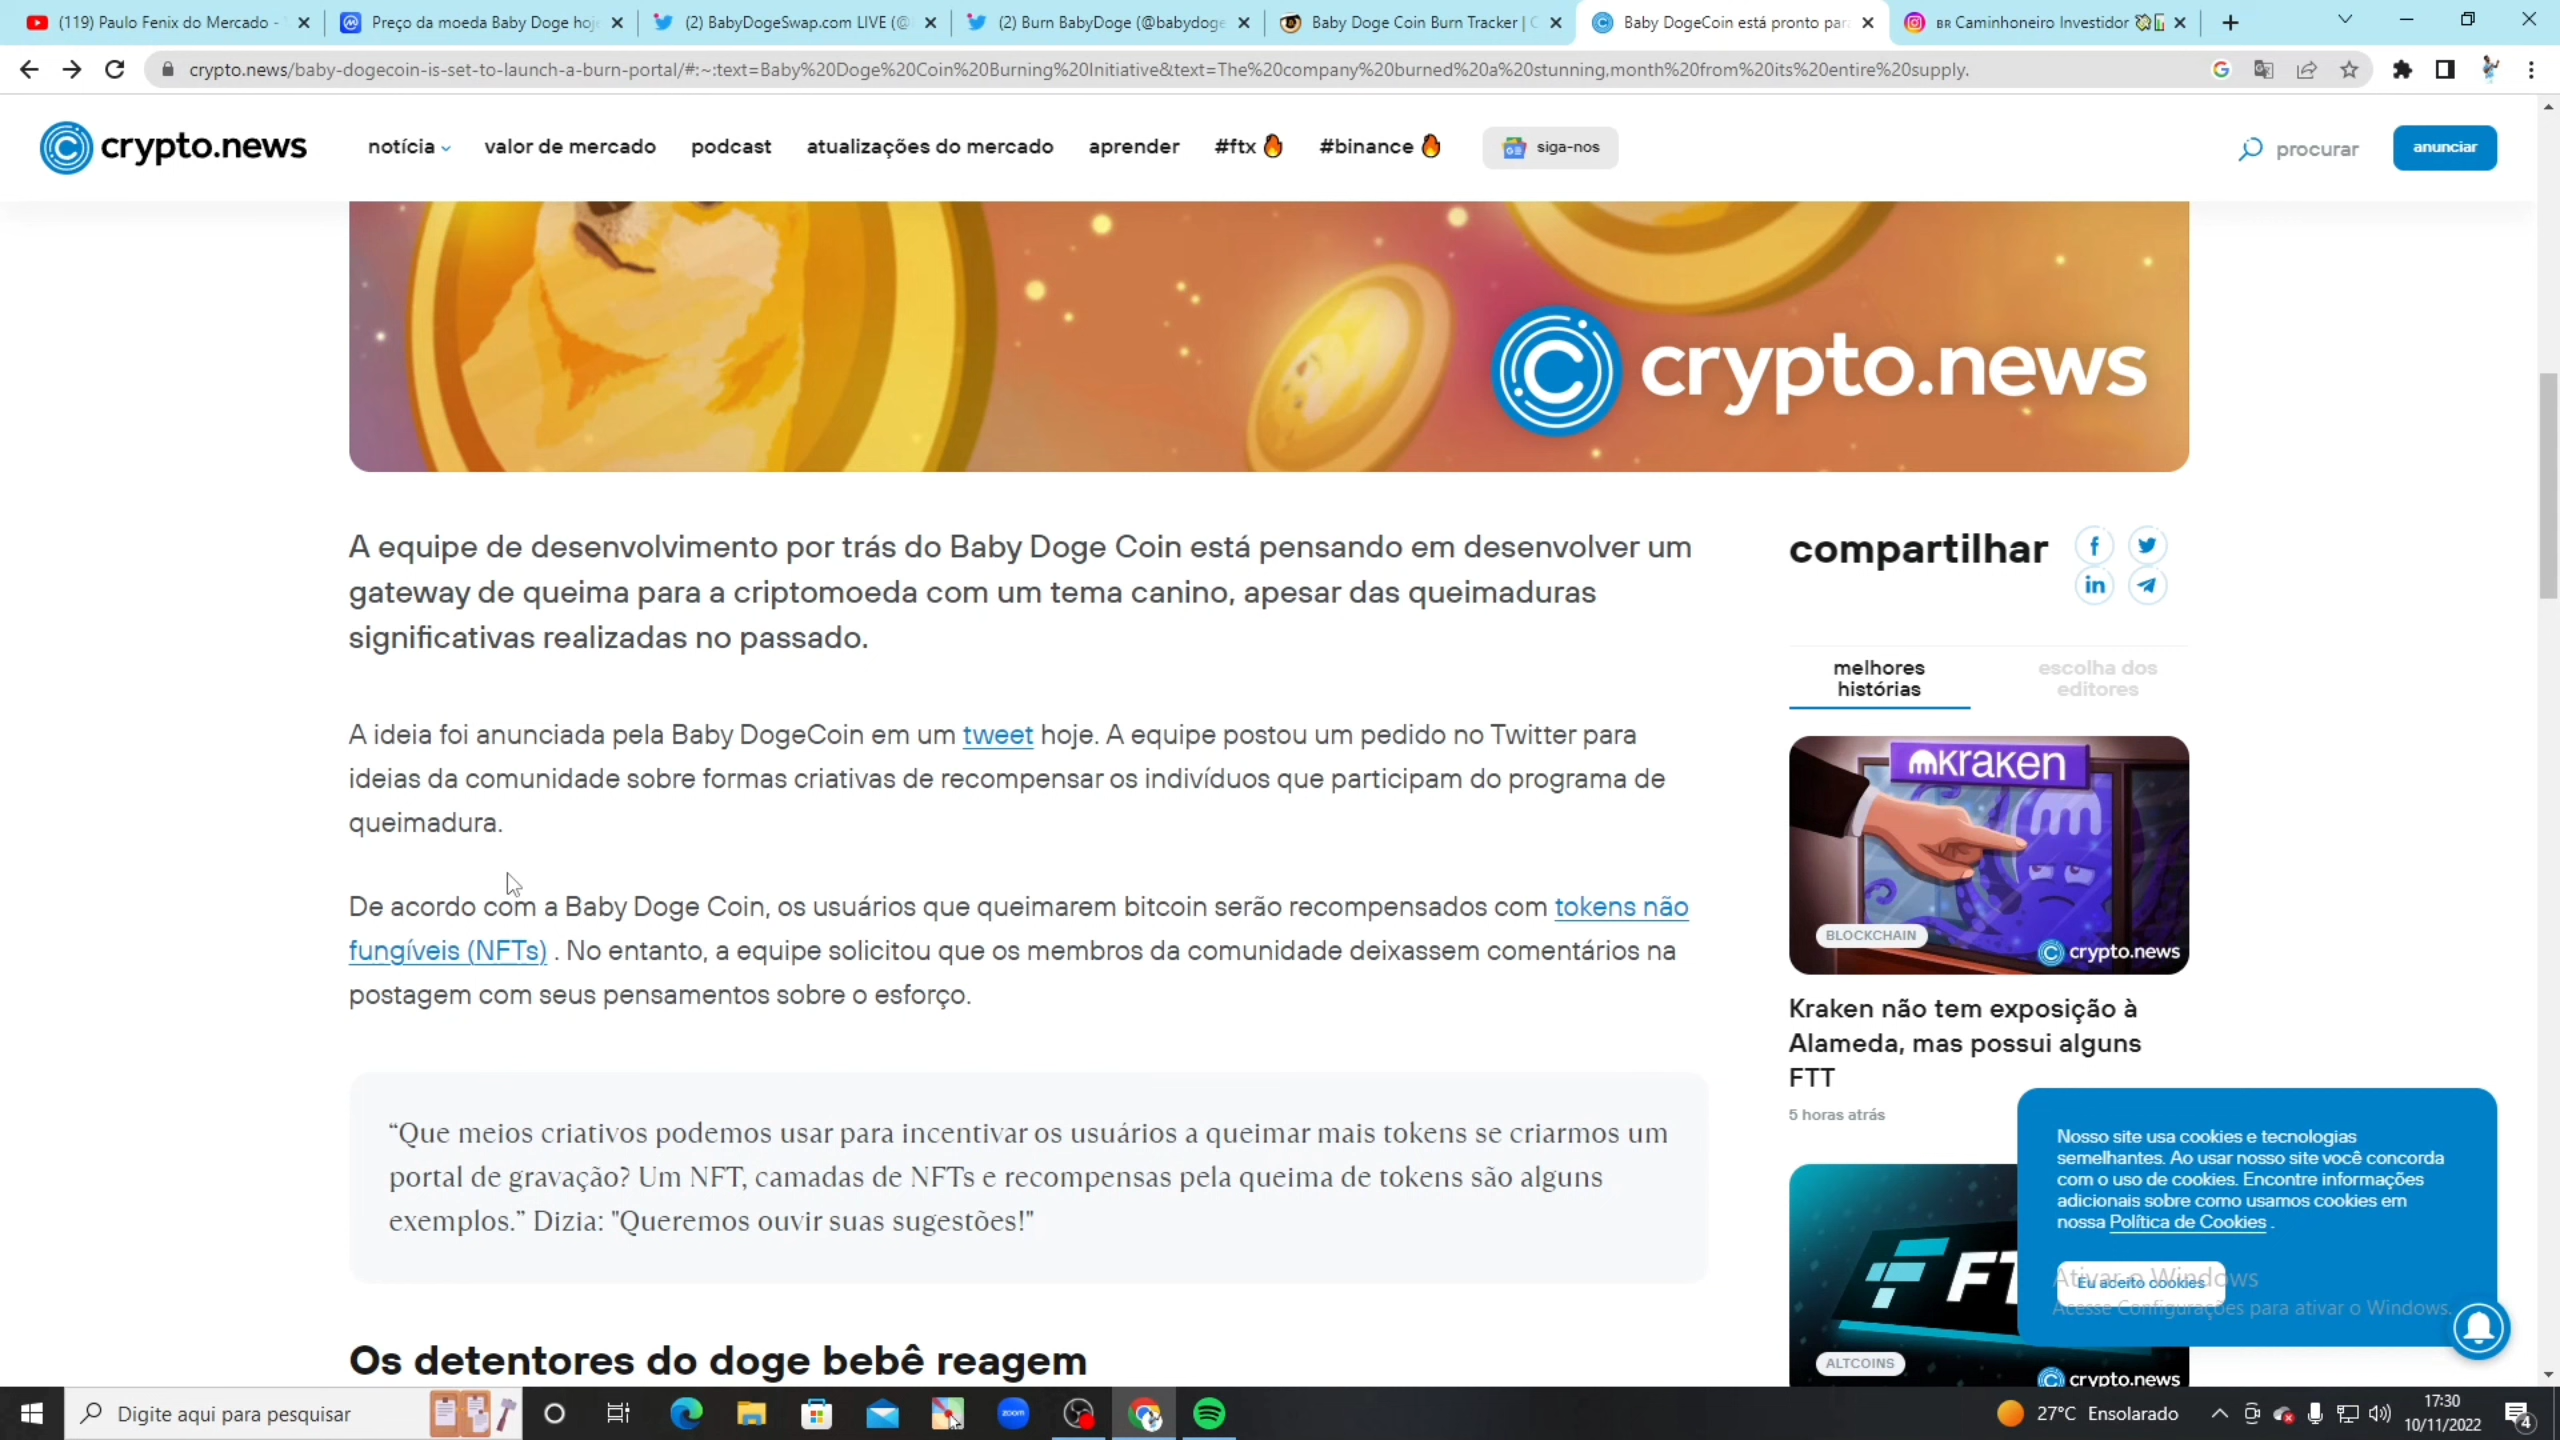 (119) Paulo Fenix do Mercado -
Preço da moeda Baby Doge hoj
(2) BabyDogeSwap.com LIVE (@
(2) Burn BabyDoge (@babydoge
Baby Doge Coin Burn Tracker | C
Baby DogeCoin está pronto par
BR Caminhoneiro Investidor
crypto.news/baby-dogecoin-is-set-to-launch-a-burn-portal/#:~:text=Baby%20Doge%20Coin%20Burning%20Initiative&text=The%20company%20burned%20a%20stunning,month%20from%20its%20entire%20supply.
crypto.news
notícia
valor de mercado
podcast
atualizações do mercado
aprender
#ftx
#binance
siga-nos
procurar
anunciar
crypto.news
A equipe de desenvolvimento por trás do Baby Doge Coin está pensando em desenvolver um
gateway de queima para a criptomoeda com um tema canino, apesar das queimaduras
significativas realizadas no passado.
A ideia foi anunciada pela Baby DogeCoin em um tweet hoje. A equipe postou um pedido no Twitter para
ideias da comunidade sobre formas criativas de recompensar os indivíduos que participam do programa de
queimadura.
De acordo com a Baby Doge Coin, os usuários que queimarem bitcoin serão recompensados com tokens não
fungíveis (NFTs) . No entanto, a equipe solicitou que os membros da comunidade deixassem comentários na
postagem com seus pensamentos sobre o esforço.
“Que meios criativos podemos usar para incentivar os usuários a queimar mais tokens se criarmos um
portal de gravação? Um NFT, camadas de NFTs e recompensas pela queima de tokens são alguns
exemplos.” Dizia: "Queremos ouvir suas sugestões!"
Os detentores do doge bebê reagem
compartilhar
melhores
histórias
escolha dos
editores
mkraken
BLOCKCHAIN
crypto.news
Kraken não tem exposição à
Alameda, mas possui alguns
FTT
5 horas atrás
ALTCOINS
crypto.news
Nosso site usa cookies e tecnologias
semelhantes. Ao usar nosso site você concorda
com o uso de cookies. Encontre informações
adicionais sobre como usamos cookies em
nossa Política de Cookies .
Eu aceito cookies
Ativar o Windows
Acesse Configurações para ativar o Windows.
Digite aqui para pesquisar
zoom
27°C Ensolarado
17:30
10/11/2022
4